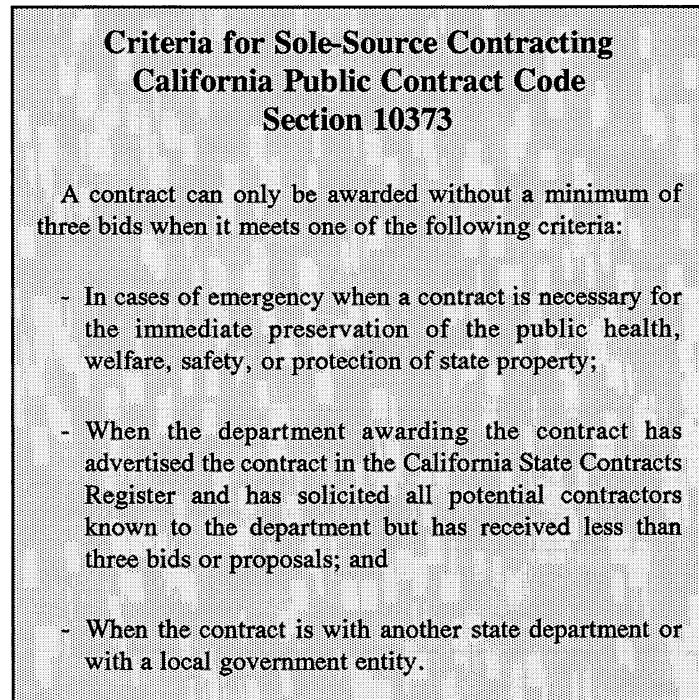 Criteria for Sole-Source Contracting
California Public Contract Code
Section 10373
A contract can only be awarded without a minimum of
three bids when it meets one of the following criteria:
- In cases of emergency when a contract is necessary for
the immediate preservation of the public health,
welfare, safety, or protection of state property;
- When the department awarding the contract has
advertised the contract in the California State Contracts
Register and has solicited all potential contractors
known to the department but has received less than
three bids or proposals; and
- When the contract is with another state department or
with a local government entity.